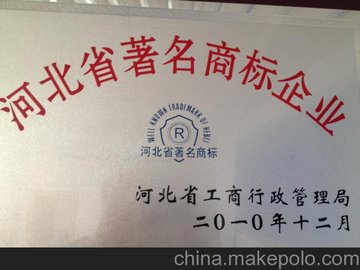 河北省著名商标企业
WELL-KNOWN TRADEMARK OF HEBEI
R
河北省著名商标
河北省工商行政管理局
二〇一〇年十二月
china.makepolo.com